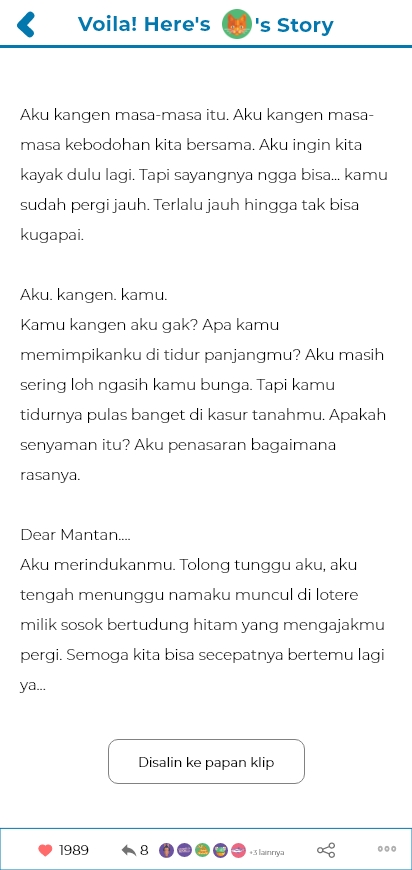 Voila! Here's 's Story
Aku kangen masa-masa itu. Aku kangen masa-
masa kebodohan kita bersama. Aku ingin kita
kayak dulu lagi. Tapi sayangnya ngga bisa... kamu
sudah pergi jauh. Terlalu jauh hingga tak bisa
kugapai.
Aku. kangen. kamu.
Kamu kangen aku gak? Apa kamu
memimpikanku di tidur panjangmu? Aku masih
sering loh ngasih kamu bunga. Tapi kamu
tidurnya pulas banget di kasur tanahmu. Apakah
senyaman itu? Aku penasaran bagaimana
rasanya.
Dear Mantan....
Aku merindukanmu. Tolong tunggu aku, aku
tengah menunggu namaku muncul di lotere
milik sosok bertudung hitam yang mengajakmu
pergi. Semoga kita bisa secepatnya bertemu lagi
ya...
Disalin ke papan klip
1989 8 +3 lainnya